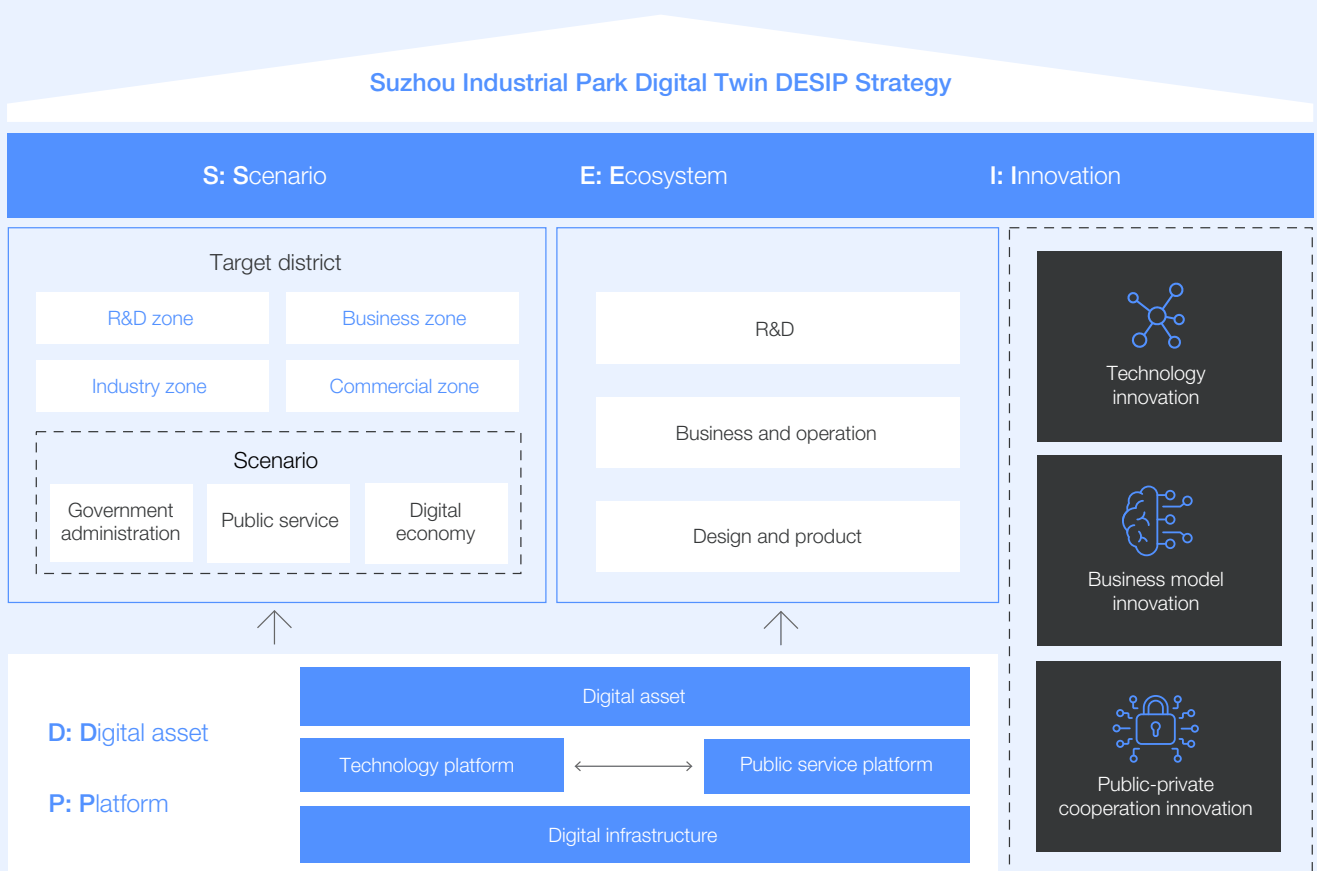 Suzhou Industrial Park Digital Twin DESIP Strategy
S: Scenario
E: Ecosystem
I: Innovation
Target district
R&D zone
Business zone
Industry zone
Commercial zone
Scenario
Government
administration
Public service
Digital
economy
R&D
Business and operation
Design and product
Technology
innovation
Business model
innovation
Public-private
cooperation innovation
D: Digital asset
P: Platform
Digital asset
Technology platform
Public service platform
Digital infrastructure